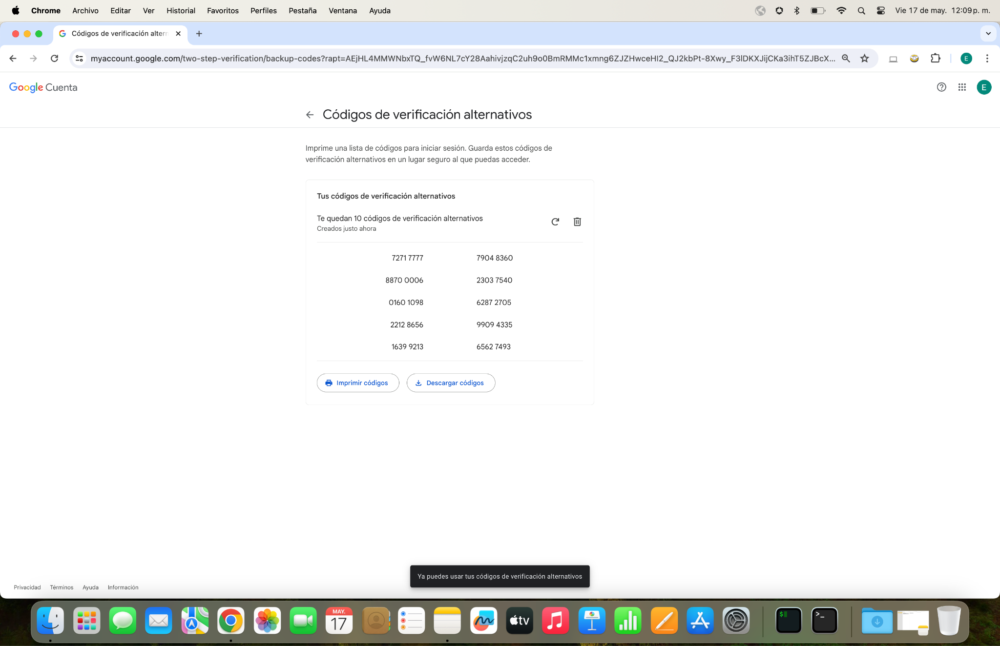 Chrome Archivo Editar Ver Historial Favoritos Perfiles Pestaña Ventana Ayuda Vie 17 de may. 12:09 p. m.
Códigos de verificación altern
myaccount.google.com/two-step-verification/backup-codes?rapt=AEjHL4MMWNbxTQ_fvW6NL7cY28AahivjzqC2uh9o0BmRMMc1xmng6ZJZHwceHI2_QJ2kbPt-8Xwy_F3lDKXJijCKa3ihT5ZJBcX... E
Google Cuenta E
Códigos de verificación alternativos
Imprime una lista de códigos para iniciar sesión. Guarda estos códigos de
verificación alternativos en un lugar seguro al que puedas acceder.
Tus códigos de verificación alternativos
Te quedan 10 códigos de verificación alternativos
Creados justo ahora
7271 7777 7904 8360
8870 0006 2303 7540
0160 1098 6287 2705
2212 8656 9909 4335
1639 9213 6562 7493
Imprimir códigos Descargar códigos
Ya puedes usar tus códigos de verificación alternativos
Privacidad Términos Ayuda Información
MAY.
17
tv
$
>_